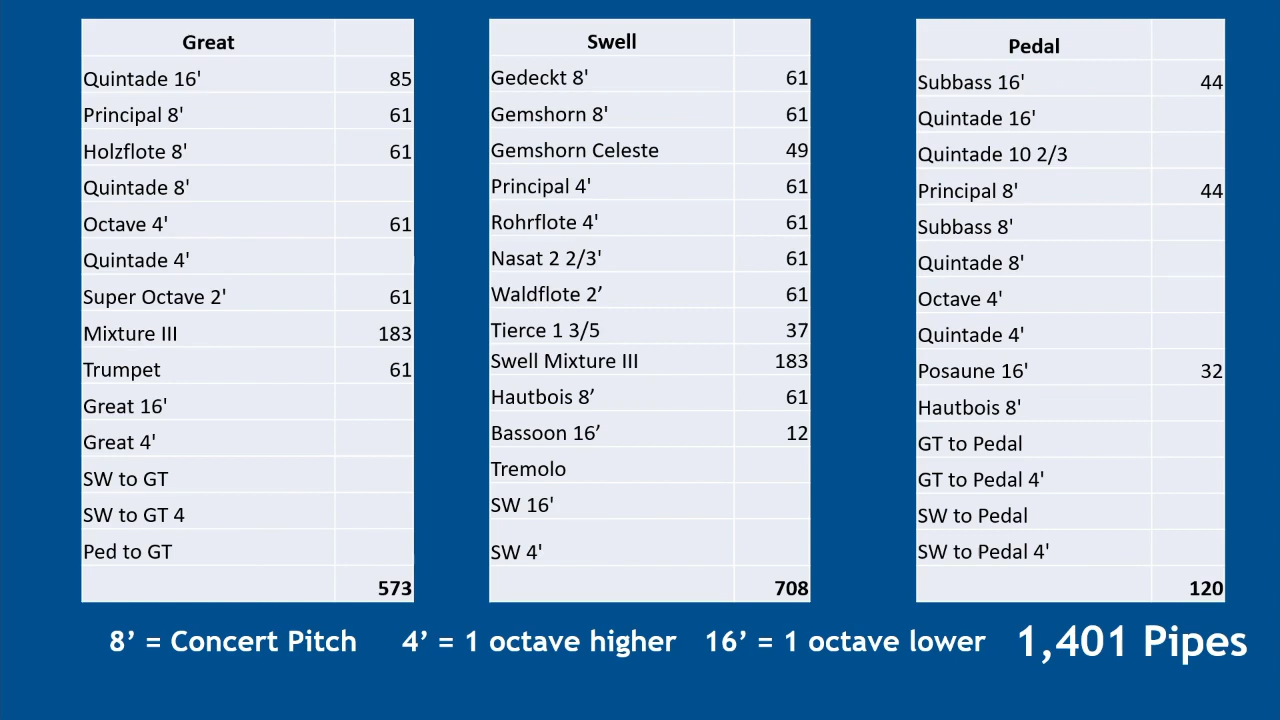 Great
Quintade 16' 85
Principal 8' 61
Holzflote 8' 61
Quintade 8'
Octave 4' 61
Quintade 4'
Super Octave 2' 61
Mixture III 183
Trumpet 61
Great 16'
Great 4'
SW to GT
SW to GT 4
Ped to GT
573
Swell
Gedeckt 8' 61
Gemshorn 8' 61
Gemshorn Celeste 49
Principal 4' 61
Rohrflote 4' 61
Nasat 2 2/3' 61
Waldflote 2’ 61
Tierce 1 3/5 37
Swell Mixture III 183
Hautbois 8’ 61
Bassoon 16’ 12
Tremolo
SW 16'
SW 4'
708
Pedal
Subbass 16' 44
Quintade 16'
Quintade 10 2/3
Principal 8' 44
Subbass 8'
Quintade 8'
Octave 4'
Quintade 4'
Posaune 16' 32
Hautbois 8'
GT to Pedal
GT to Pedal 4'
SW to Pedal
SW to Pedal 4'
120
8’ = Concert Pitch 4’ = 1 octave higher 16’ = 1 octave lower 1,401 Pipes